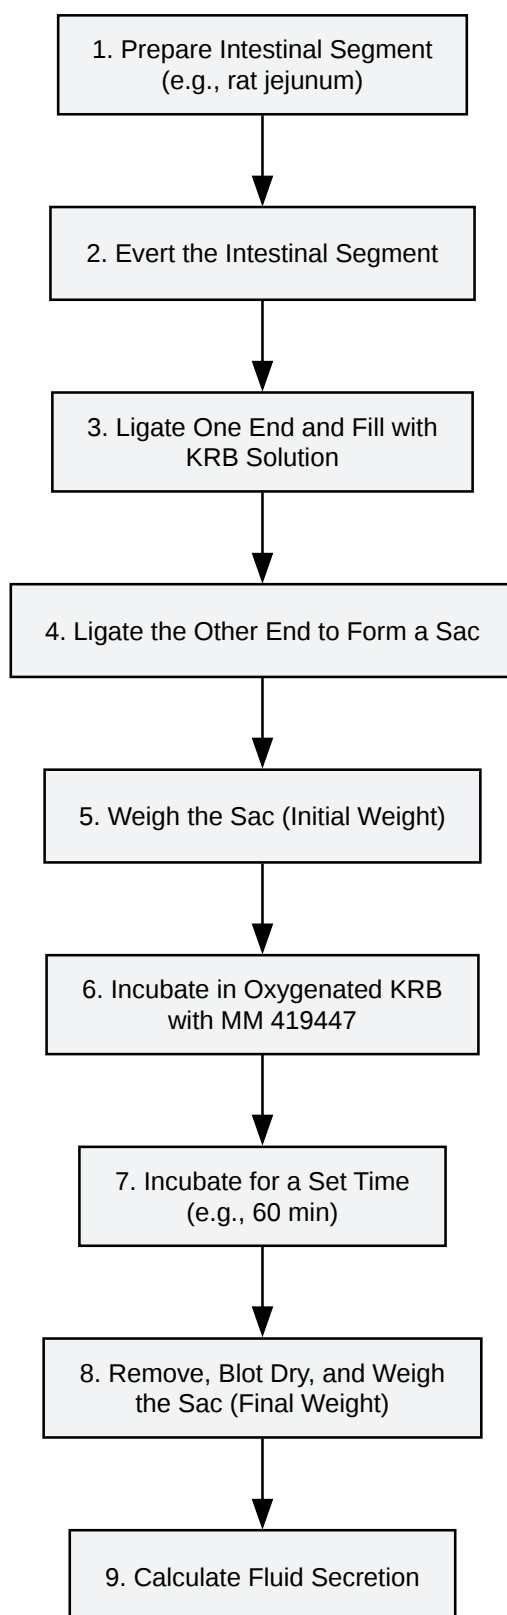 1. Prepare Intestinal Segment
(e.g., rat jejunum)
2. Evert the Intestinal Segment
3. Ligate One End and Fill with
KRB Solution
4. Ligate the Other End to Form a Sac
5. Weigh the Sac (Initial Weight)
6. Incubate in Oxygenated KRB
with MM 419447
7. Incubate for a Set Time
(e.g., 60 min)
8. Remove, Blot Dry, and Weigh
the Sac (Final Weight)
9. Calculate Fluid Secretion